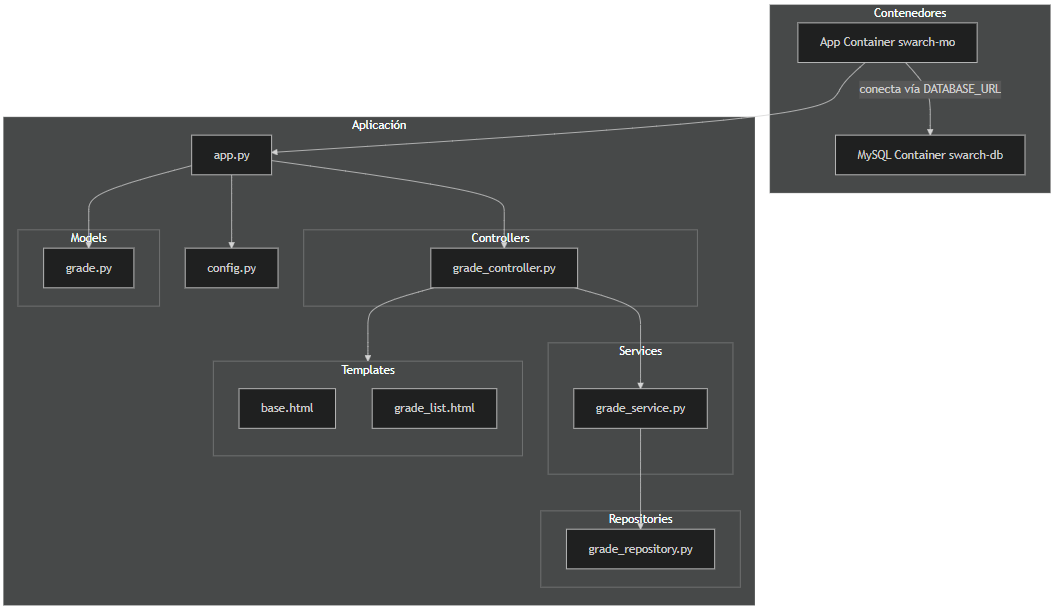 Contenedores
App Container swarch-mo
conecta vía DATABASE_URL
MySQL Container swarch-db
Aplicación
app.py
Models
grade.py
config.py
Controllers
grade_controller.py
Templates
base.html
grade_list.html
Services
grade_service.py
Repositories
grade_repository.py